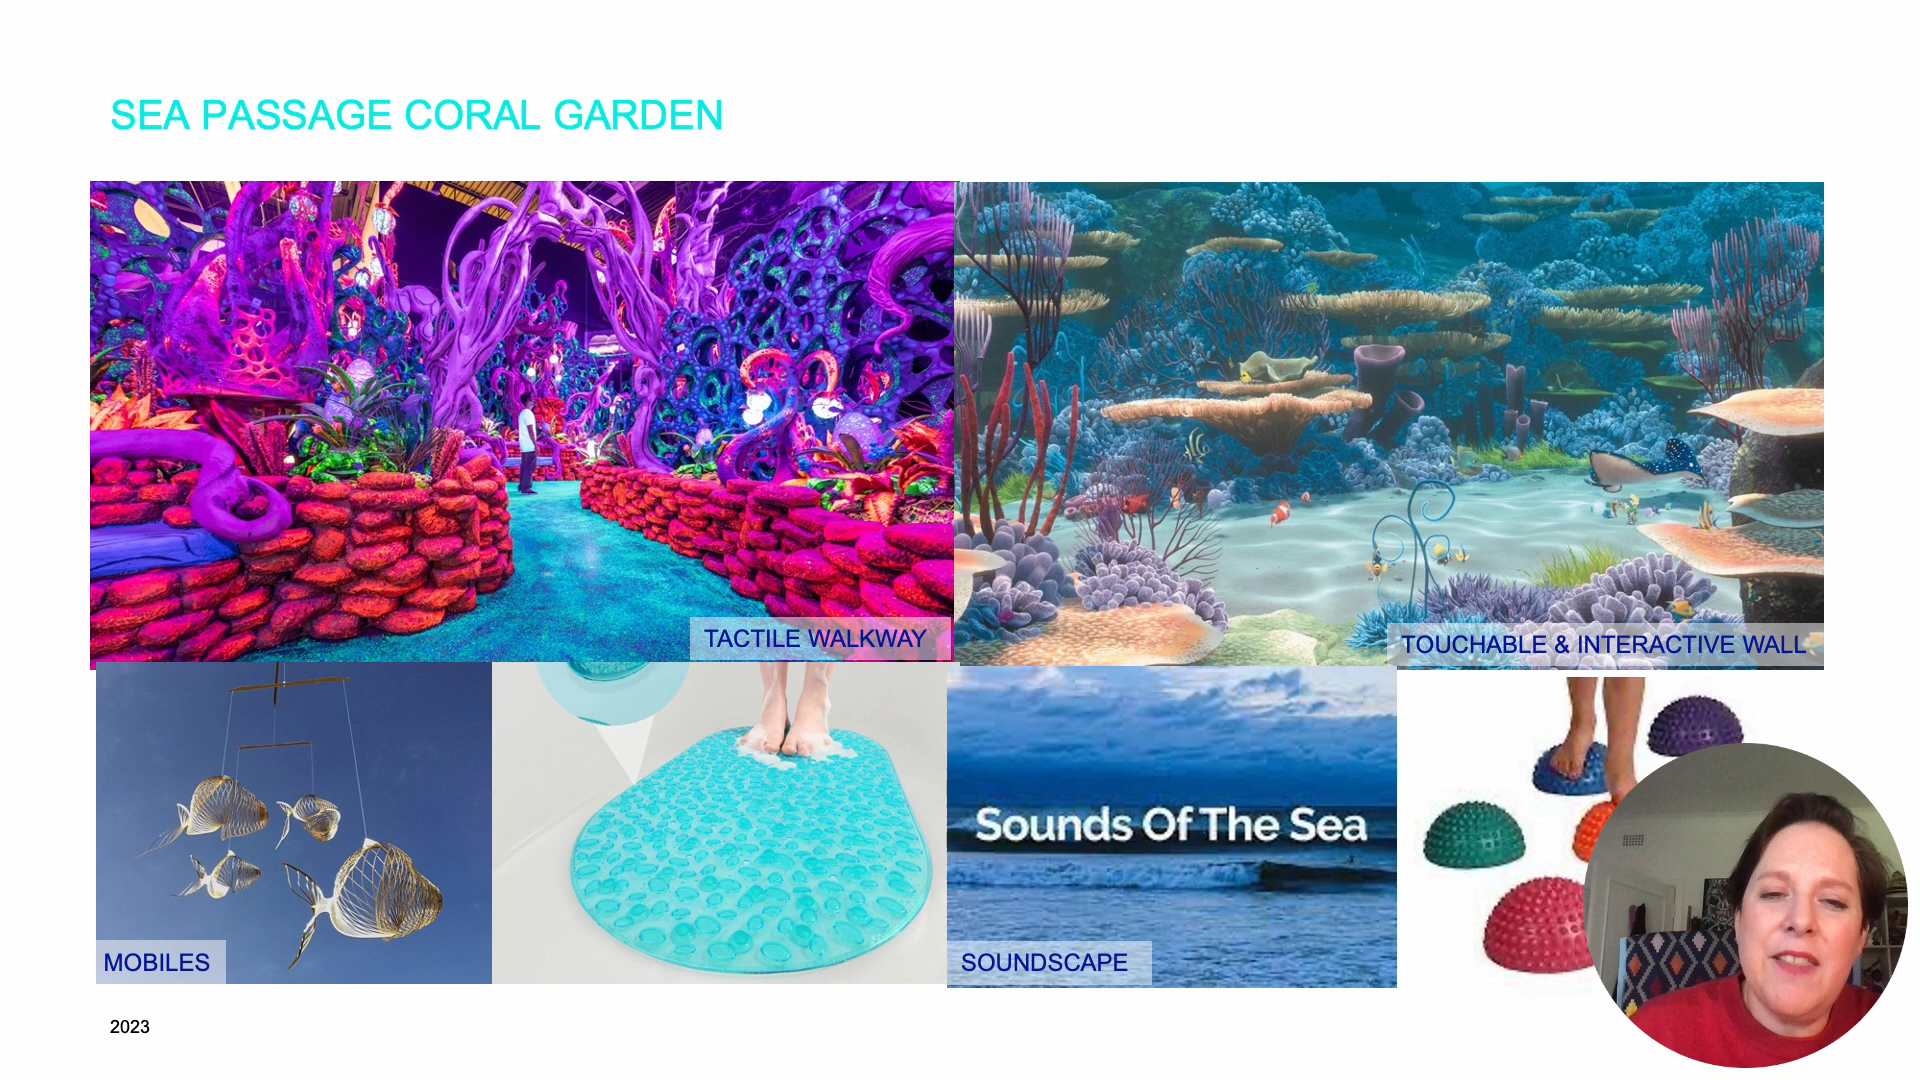 SEA PASSAGE CORAL GARDEN
TACTILE WALKWAY
TOUCHABLE & INTERACTIVE WALL
Sounds Of The Sea
MOBILES
SOUNDSCAPE
2023